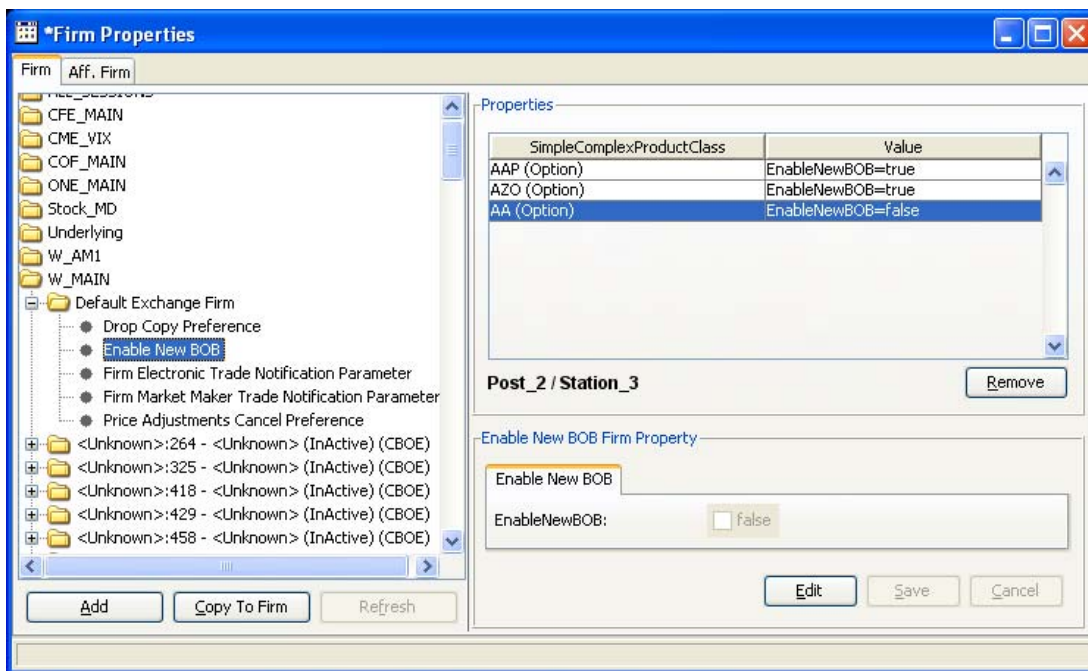 *Firm Properties
Firm Aff. Firm
CFE_MAIN
CME_VIX
COF_MAIN
ONE_MAIN
Stock_MD
Underlying
W_AM1
W_MAIN
Default Exchange Firm
Drop Copy Preference
Enable New BOB
Firm Electronic Trade Notification Parameter
Firm Market Maker Trade Notification Parameter
Price Adjustments Cancel Preference
<Unknown>:264 - <Unknown> (InActive) (CBOE)
<Unknown>:325 - <Unknown> (InActive) (CBOE)
<Unknown>:418 - <Unknown> (InActive) (CBOE)
<Unknown>:429 - <Unknown> (InActive) (CBOE)
<Unknown>:458 - <Unknown> (InActive) (CBOE)
Add Copy To Firm Refresh
Properties
SimpleComplexProductClass Value
AAP (Option) EnableNewBOB=true
AZO (Option) EnableNewBOB=true
AA (Option) EnableNewBOB=false
Post_2 / Station_3 Remove
Enable New BOB Firm Property
Enable New BOB
EnableNewBOB: false
Edit Save Cancel